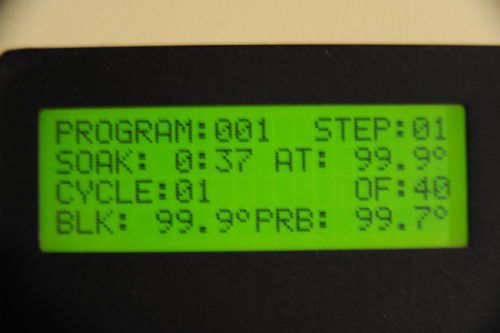 PROGRAM:001 STEP:01
SOAK: 0:37 AT: 99.9°
CYCLE:01 OF:40
BLK: 99.9° PRB: 99.7°